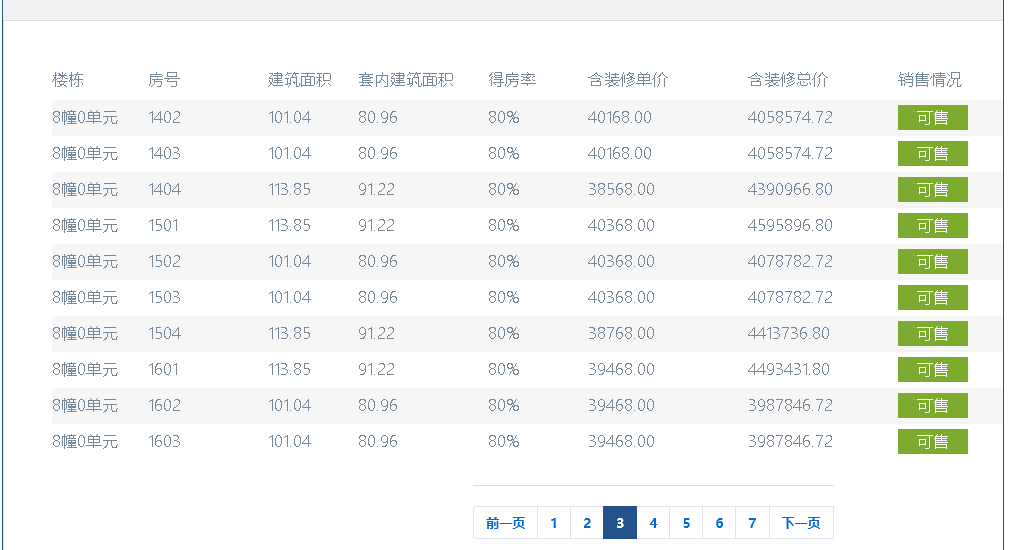 楼栋 房号 建筑面积 套内建筑面积 得房率 含装修单价 含装修总价 销售情况
8幢0单元 1402 101.04 80.96 80% 40168.00 4058574.72 可售
8幢0单元 1403 101.04 80.96 80% 40168.00 4058574.72 可售
8幢0单元 1404 113.85 91.22 80% 38568.00 4390966.80 可售
8幢0单元 1501 113.85 91.22 80% 40368.00 4595896.80 可售
8幢0单元 1502 101.04 80.96 80% 40368.00 4078782.72 可售
8幢0单元 1503 101.04 80.96 80% 40368.00 4078782.72 可售
8幢0单元 1504 113.85 91.22 80% 38768.00 4413736.80 可售
8幢0单元 1601 113.85 91.22 80% 39468.00 4493431.80 可售
8幢0单元 1602 101.04 80.96 80% 39468.00 3987846.72 可售
8幢0单元 1603 101.04 80.96 80% 39468.00 3987846.72 可售
前一页 1 2 3 4 5 6 7 下一页